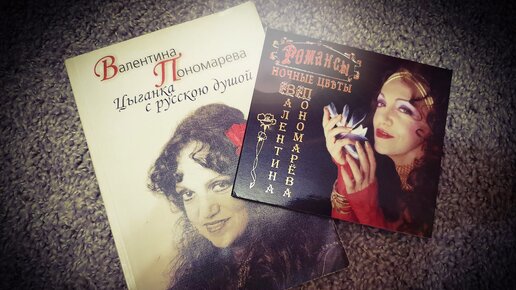 Валентина
Пономарева
Цыганка
с русскою душой
Романсы
НОЧНЫЕ ЦВЕТЫ
ВАЛЕНТИНА
ПОНОМАРЁВА